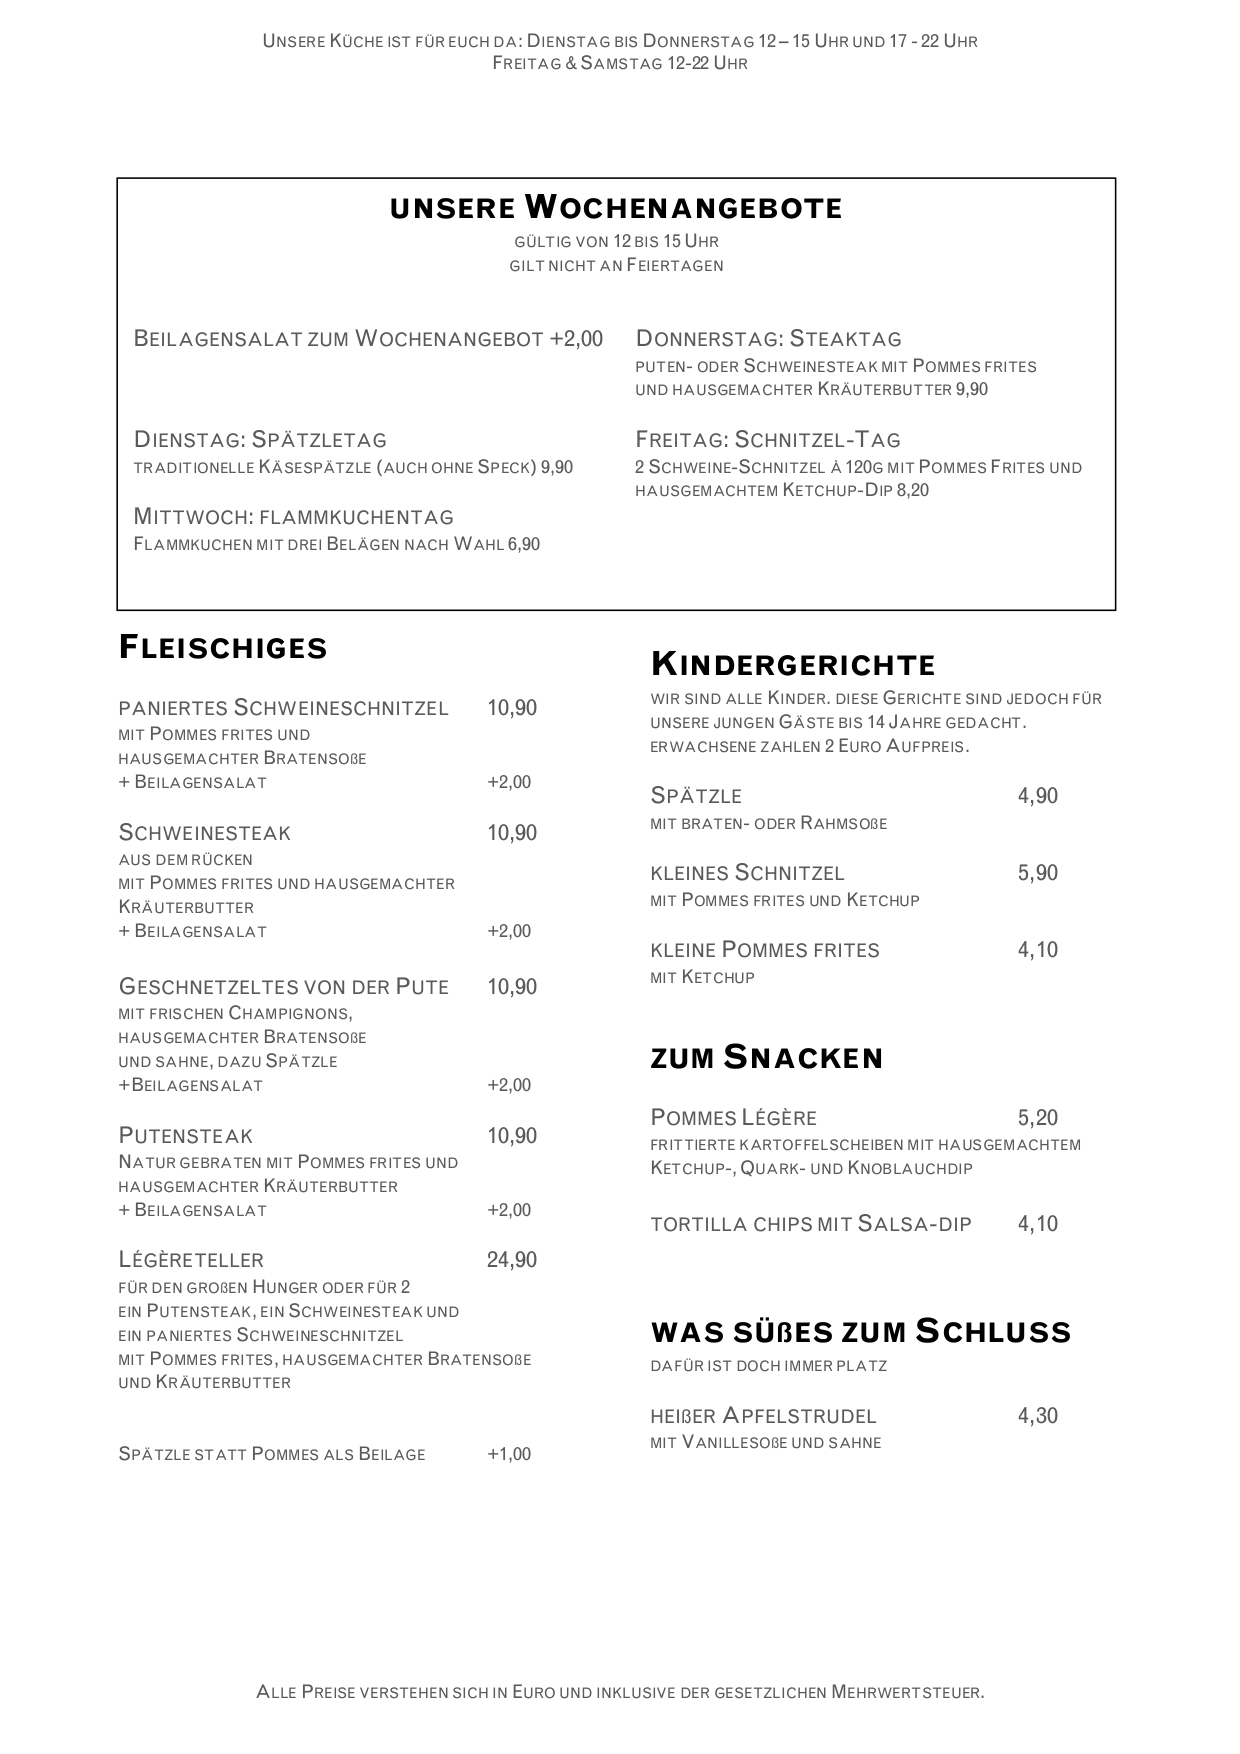 Unsere Küche ist für euch da: Dienstag bis Donnerstag 12 – 15 Uhr und 17 - 22 Uhr
Freitag & Samstag 12-22 Uhr
unsere Wochenangebote
gültig von 12 bis 15 Uhr
gilt nicht an Feiertagen
Beilagensalat zum Wochenangebot +2,00
Dienstag: Spätzletag
traditionelle Käsespätzle (auch ohne Speck) 9,90
Mittwoch: flammkuchentag
Flammkuchen mit drei Belägen nach Wahl 6,90
Donnerstag: Steaktag
puten- oder Schweinesteak mit Pommes frites
und hausgemachter Kräuterbutter 9,90
Freitag: Schnitzel-Tag
2 Schweine-Schnitzel à 120g mit Pommes Frites und
hausgemachtem Ketchup-Dip 8,20
Fleischiges
paniertes Schweineschnitzel 10,90
mit Pommes frites und
hausgemachter Bratensoße
+ Beilagensalat +2,00
Schweinesteak 10,90
aus dem rücken
mit Pommes frites und hausgemachter
Kräuterbutter
+ Beilagensalat +2,00
Geschnetzeltes von der Pute 10,90
mit frischen Champignons,
hausgemachter Bratensoße
und sahne, dazu Spätzle
+Beilagensalat +2,00
Putensteak 10,90
Natur gebraten mit Pommes frites und
hausgemachter Kräuterbutter
+ Beilagensalat +2,00
Légèreteller 24,90
für den großen Hunger oder für 2
ein Putensteak, ein Schweinesteak und
ein paniertes Schweineschnitzel
mit Pommes frites, hausgemachter Bratensoße
und Kräuterbutter
Spätzle statt Pommes als Beilage +1,00
Kindergerichte
wir sind alle Kinder. diese Gerichte sind jedoch für
unsere jungen Gäste bis 14 Jahre gedacht.
erwachsene zahlen 2 Euro Aufpreis.
Spätzle 4,90
mit braten- oder Rahmsoße
kleines Schnitzel 5,90
mit Pommes frites und Ketchup
kleine Pommes frites 4,10
mit Ketchup
zum Snacken
Pommes Légère 5,20
frittierte kartoffelscheiben mit hausgemachtem
Ketchup-, Quark- und Knoblauchdip
tortilla chips mit Salsa-dip 4,10
was süßes zum Schluss
dafür ist doch immer platz
heißer Apfelstrudel 4,30
mit Vanillesoße und sahne
Alle Preise verstehen sich in Euro und inklusive der gesetzlichen Mehrwertsteuer.